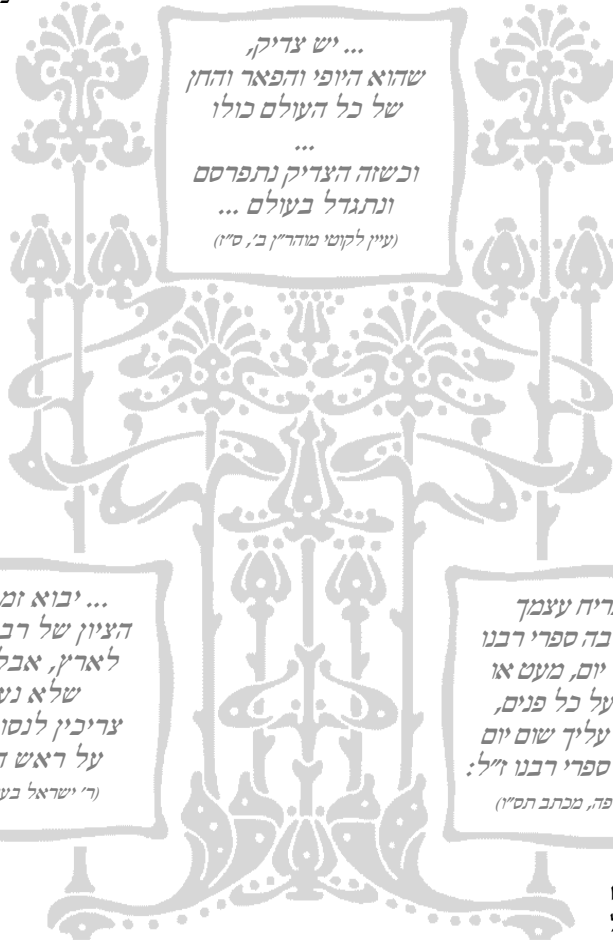 ... יש צדיק,
שהוא היופי והפאר והחן
של כל העולם כולו
...
וכשזה הצדיק נתפרסם
ונתגדל בעולם ...
(עיין לקוטי מוהר״ן ב׳, ס״ז)
ריח עצמך
בה ספרי רבנו
יום, מעט או
על כל פנים,
עליך שום יום
ספרי רבנו ז״ל:
פה, מכתב תס״ו)
... יבוא זמ
הציון של רב
לארץ, אבל
שלא נע
צריכין לנסו
על ראש ה
(ר׳ ישראל בע